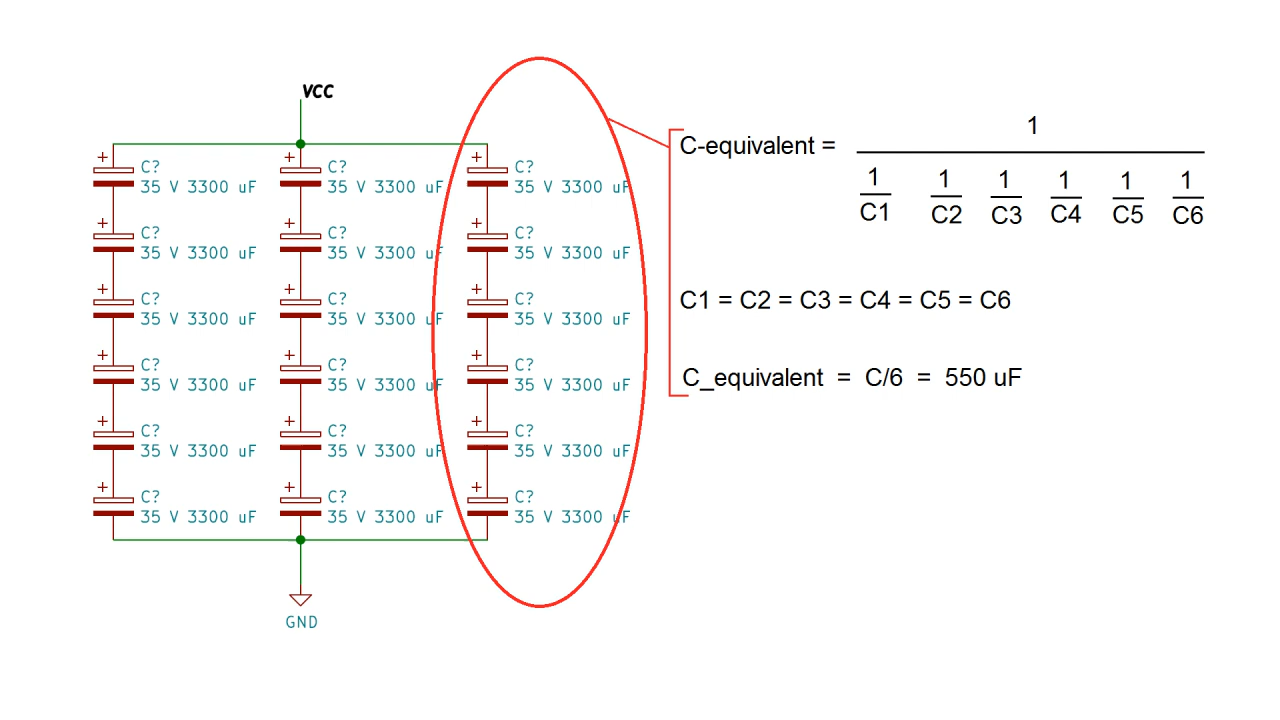 VCC
C?
35 V 3300 uF
C?
35 V 3300 uF
C?
35 V 3300 uF
C?
35 V 3300 uF
C?
35 V 3300 uF
C?
35 V 3300 uF
C?
35 V 3300 uF
C?
35 V 3300 uF
C?
35 V 3300 uF
C?
35 V 3300 uF
C?
35 V 3300 uF
C?
35 V 3300 uF
C?
35 V 3300 uF
C?
35 V 3300 uF
C?
35 V 3300 uF
C?
35 V 3300 uF
C?
35 V 3300 uF
C?
35 V 3300 uF
GND
1
C-equivalent =
1 1 1 1 1 1
C1 C2 C3 C4 C5 C6
C1 = C2 = C3 = C4 = C5 = C6
C_equivalent = C/6 = 550 uF